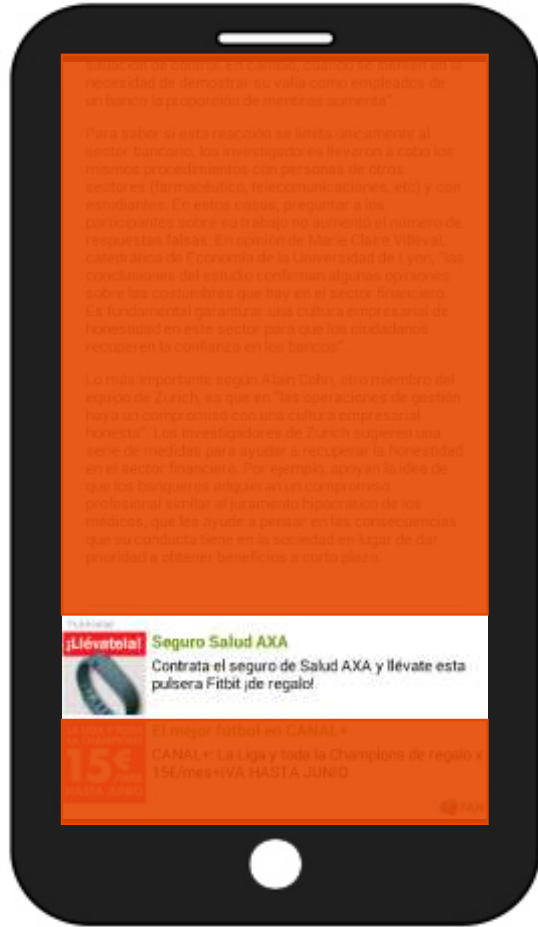 situación de control. En cambio, cuando se sienten en la
necesidad de demostrar su valía como empleados de
un banco la proporción de mentiras aumenta".
Para saber si esta reacción se limita únicamente al
sector bancario, los investigadores llevaron a cabo los
mismos procedimientos con personas de otros
sectores (farmacéutico, telecomunicaciones, etc) y con
estudiantes. En estos casos, preguntar a los
participantes sobre su trabajo no aumentó el número de
respuestas falsas. En opinión de Marie Claire Villeval,
catedrática de Economía de la Universidad de Lyon, "las
conclusiones del estudio confirman algunas opiniones
sobre las costumbres que hay en el sector financiero.
Es fundamental garantizar una cultura empresarial de
honestidad en este sector para que los ciudadanos
recuperen la confianza en los bancos".
Lo más importante según Alain Cohn, otro miembro del
equipo de Zurich, es que en "las operaciones de gestión
haya un compromiso con una cultura empresarial
honesta". Los investigadores de Zurich sugieren una
serie de medidas para ayudar a recuperar la honestidad
en el sector financiero. Por ejemplo, apoyan la idea de
que los banqueros adquieran un compromiso
profesional similar al juramento hipocrático de los
médicos, que les ayude a pensar en las consecuencias
que su conducta tiene en la sociedad en lugar de dar
prioridad a obtener beneficios a corto plazo.
Publicidad
¡Llévatela!
Seguro Salud AXA
Contrata el seguro de Salud AXA y llévate esta
pulsera Fitbit ¡de regalo!
15€
HASTA JUNIO
El mejor fútbol en CANAL+
CANAL+: La Liga y toda la Champions de regalo x
15€/mes+IVA HASTA JUNIO